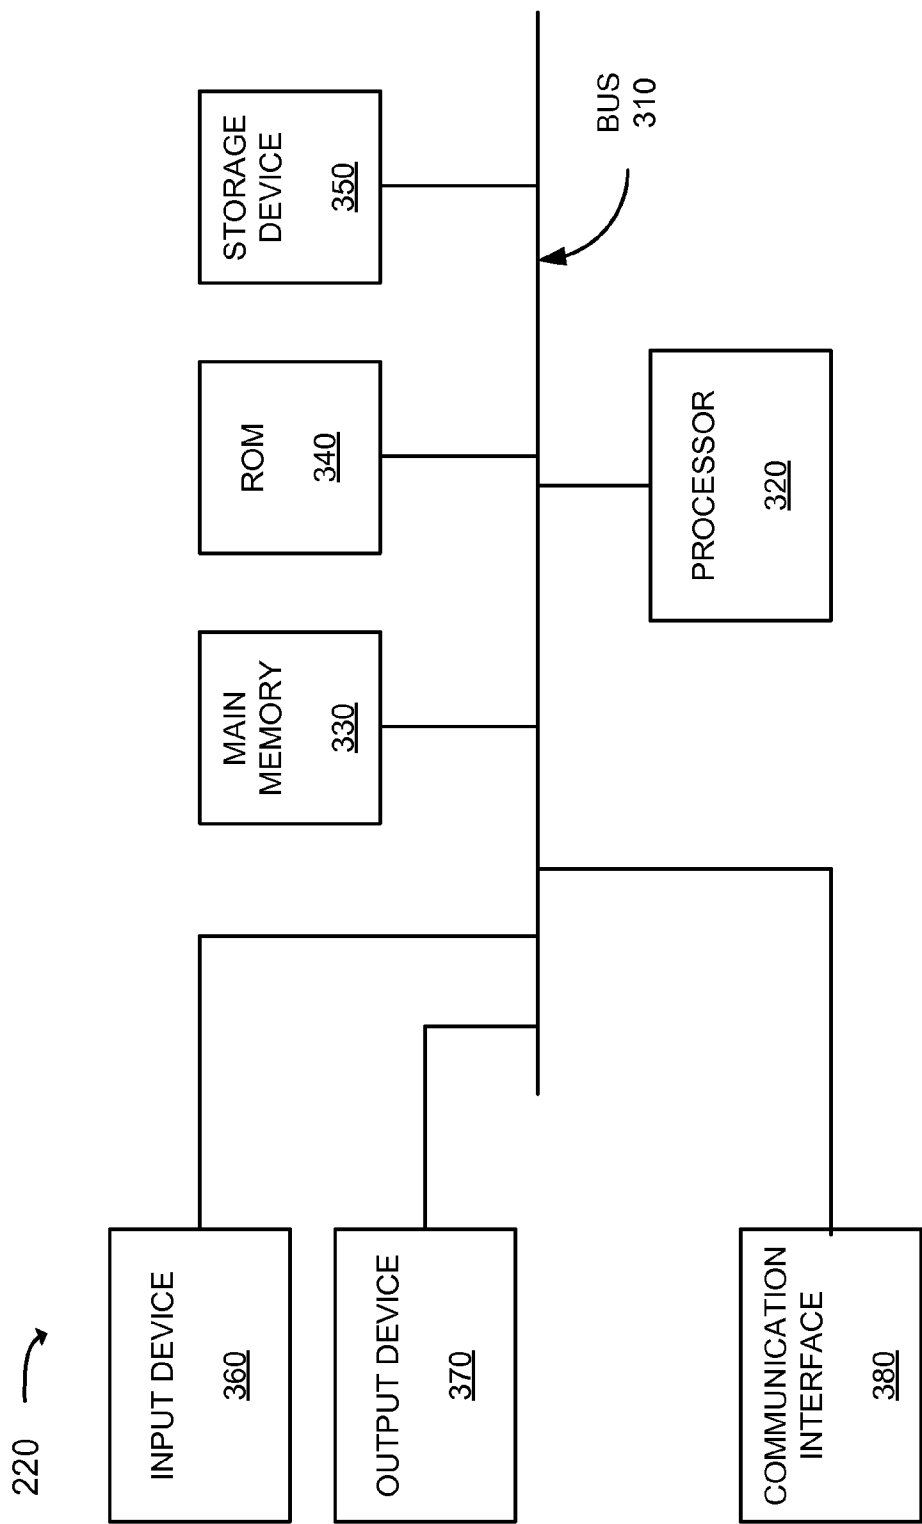 220
INPUT DEVICE
360
OUTPUT DEVICE
370
COMMUNICATION
INTERFACE
380
MAIN
MEMORY
330
ROM
340
STORAGE
DEVICE
350
PROCESSOR
320
BUS
310